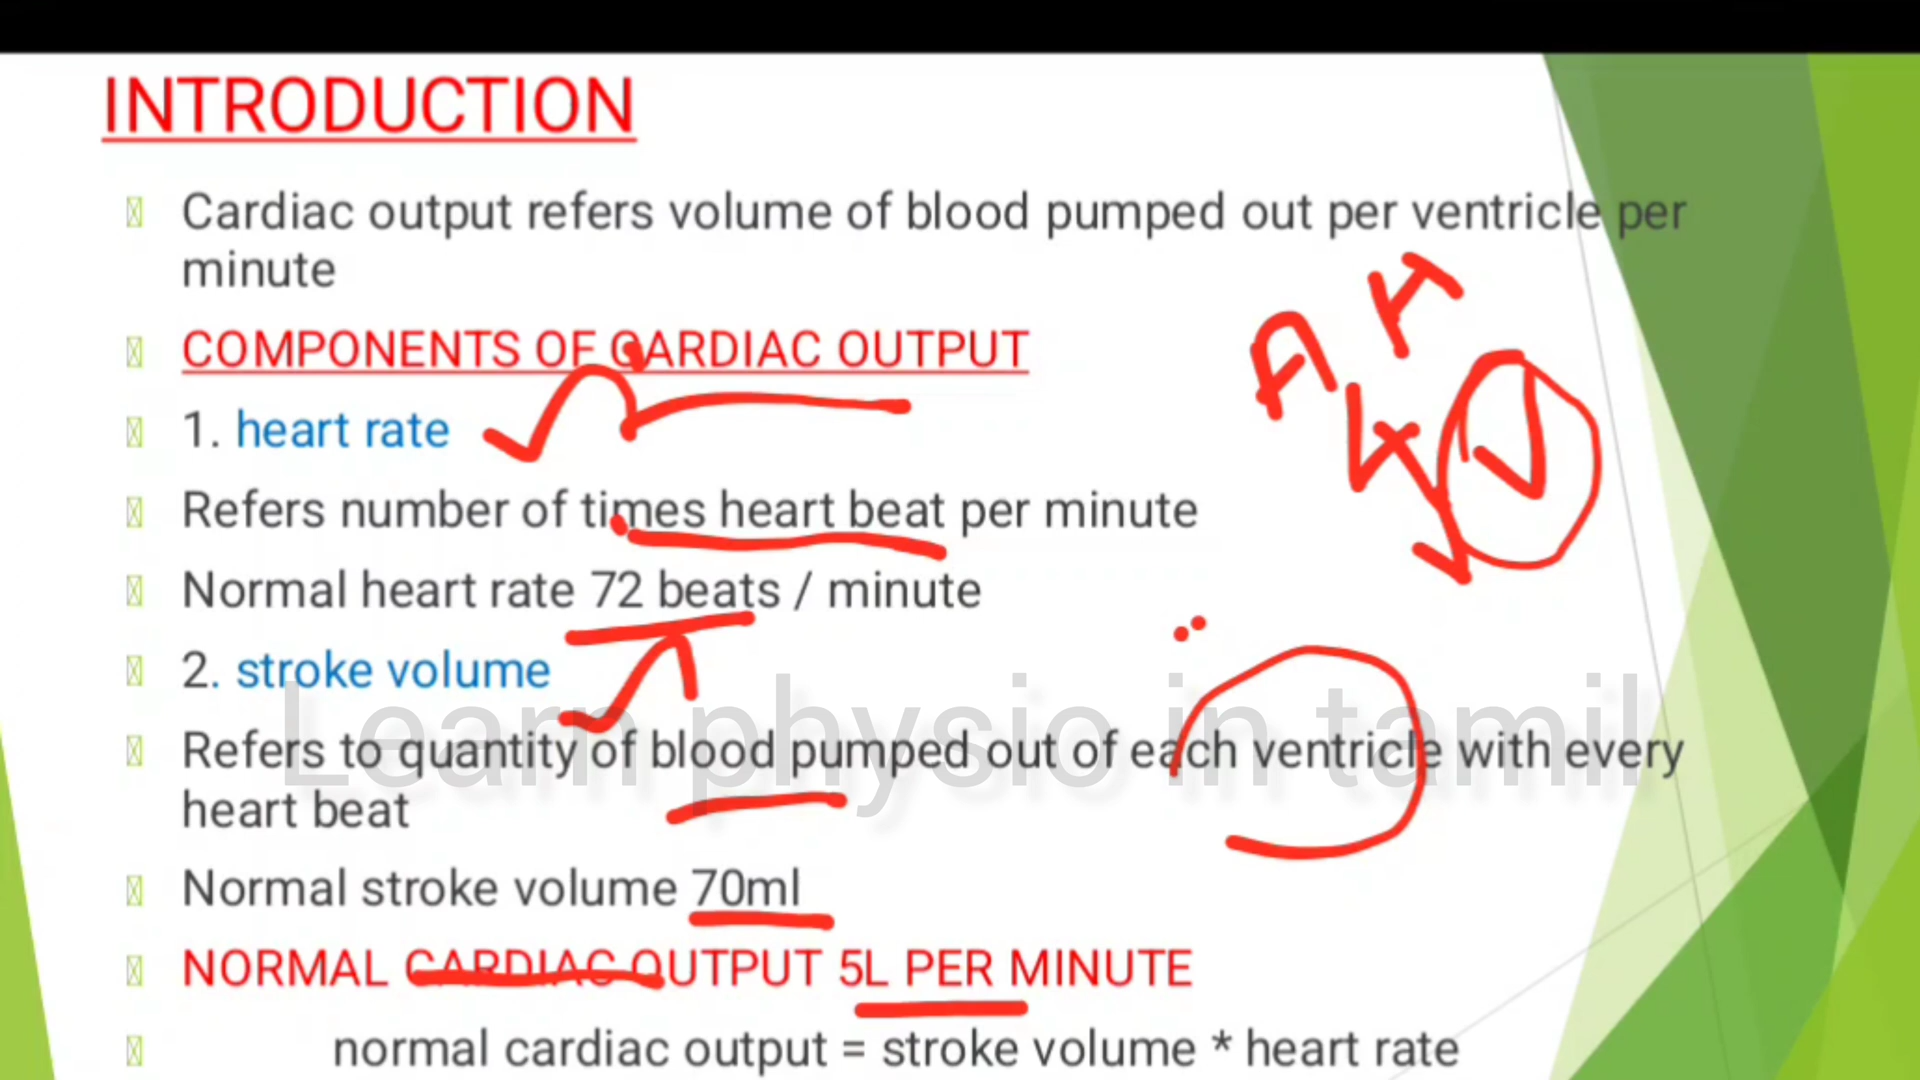 INTRODUCTION
Cardiac output refers volume of blood pumped out per ventricle per
minute
COMPONENTS OF CARDIAC OUTPUT
1. heart rate
Refers number of times heart beat per minute
Normal heart rate 72 beats / minute
2. stroke volume
Learn physio in tamil
Refers to quantity of blood pumped out of each ventricle with every
heart beat
Normal stroke volume 70ml
NORMAL CARDIAC OUTPUT 5L PER MINUTE
normal cardiac output = stroke volume * heart rate